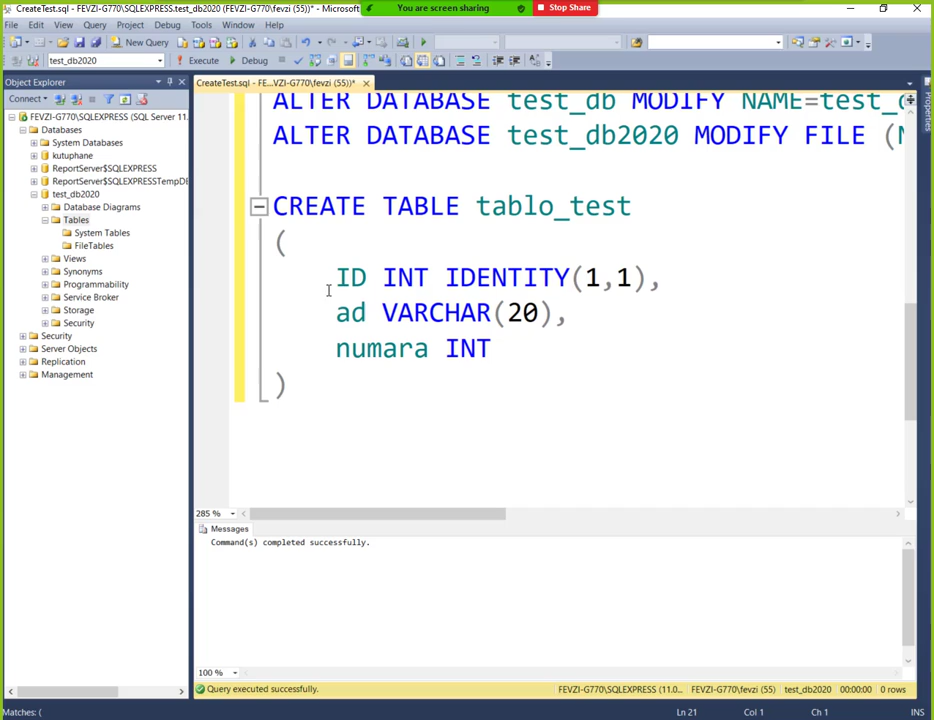 CreateTest.sql - FEVZI-G770\SQLEXPRESS.test_db2020 (FEVZI-G770\fevzi (55))* - Microsoft
You are screen sharing
Stop Share
File Edit View Query Project Debug Tools Window Help
New Query
test_db2020
Execute
Debug
Object Explorer
CreateTest.sql - FE...VZI-G770\fevzi (55))*
Properties
Connect
FEVZI-G770\SQLEXPRESS (SQL Server 11.
Databases
System Databases
kutuphane
ReportServer$SQLEXPRESS
ReportServer$SQLEXPRESSTempDB
test_db2020
Database Diagrams
Tables
System Tables
FileTables
Views
Synonyms
Programmability
Service Broker
Storage
Security
Security
Server Objects
Replication
Management
ALTER DATABASE test_db MODIFY NAME=test_
ALTER DATABASE test_db2020 MODIFY FILE (
CREATE TABLE tablo_test
(
ID INT IDENTITY(1,1),
ad VARCHAR(20),
numara INT
)
285 %
Messages
Command(s) completed successfully.
100 %
Query executed successfully.
FEVZI-G770\SQLEXPRESS (11.0... FEVZI-G770\fevzi (55) test_db2020 00:00:00 0 rows
Matches: (
Ln 21 Col 1 Ch 1 INS